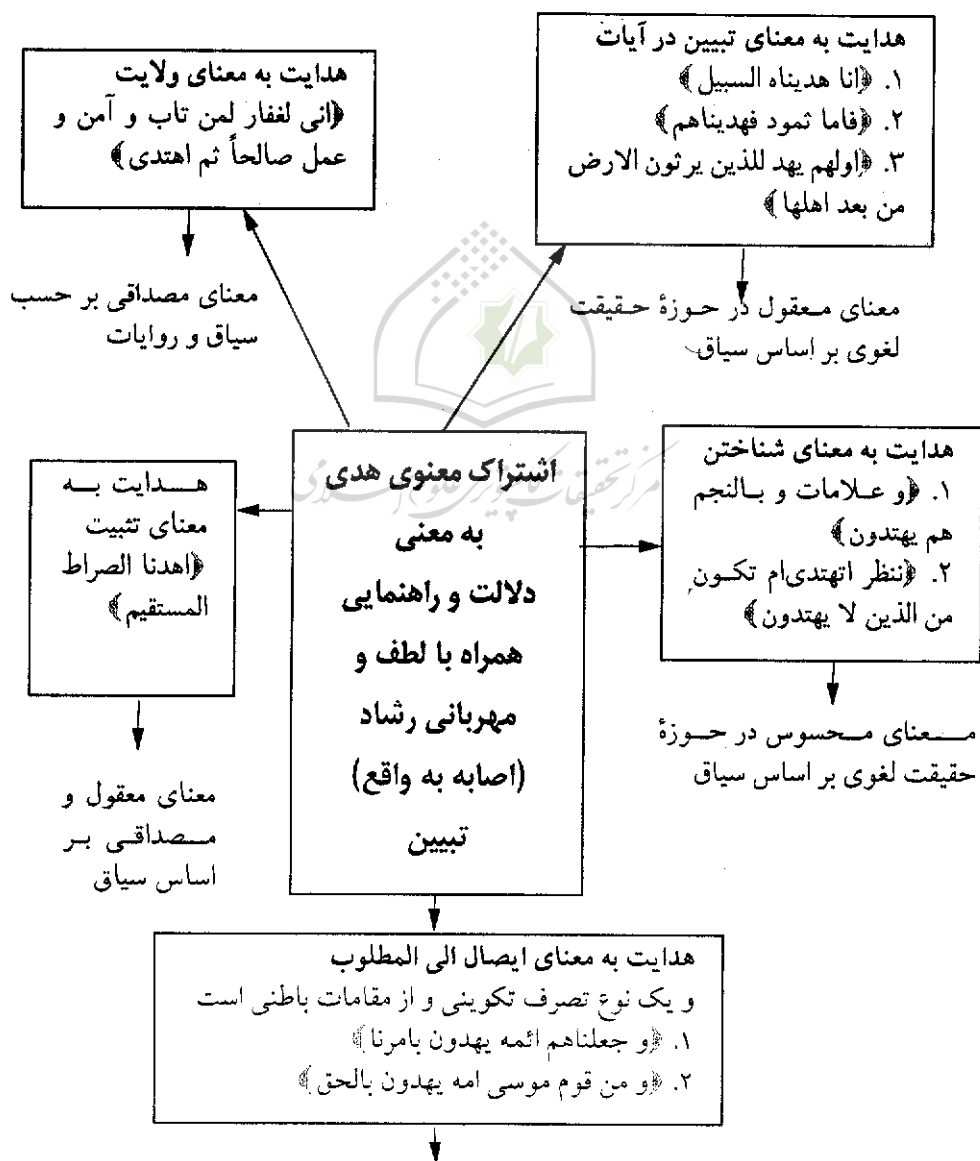 هدایت به معنای تبیین در آیات
۱. ﴿انا هدیناه السبیل﴾
۲. ﴿فاما ثمود فهدیناهم﴾
۳. ﴿اولهم یهد للذین یرثون الارض
من بعد اهلها﴾
معنای معقول در حوزهٔ حقیقت
لغوی بر اساس سیاق
هدایت به معنای ولایت
﴿انی لغفار لمن تاب و آمن و
عمل صالحاً ثم اهتدی﴾
معنای مصداقی بر حسب
سیاق و روایات
هدایت به معنای شناختن
۱. ﴿و علامات و بالنجم
هم یهتدون﴾
۲. ﴿ننظر اتهتدی‌ام تکون
من الذین لا یهتدون﴾
معنای محسوس در حوزهٔ
حقیقت لغوی بر اساس سیاق
اشتراک معنوی هدی
به معنی
دلالت و راهنمایی
همراه با لطف و
مهربانی رشاد
(اصابه به واقع)
تبیین
هدایت به
معنای تثبیت
﴿اهدنا الصراط
المستقیم﴾
معنای معقول و
مصداقی بر
اساس سیاق
هدایت به معنای ایصال الی المطلوب
و یک نوع تصرف تکوینی و از مقامات باطنی است
۱. ﴿و جعلناهم ائمه یهدون بامرنا﴾
۲. ﴿و من قوم موسی امه یهدون بالحق﴾